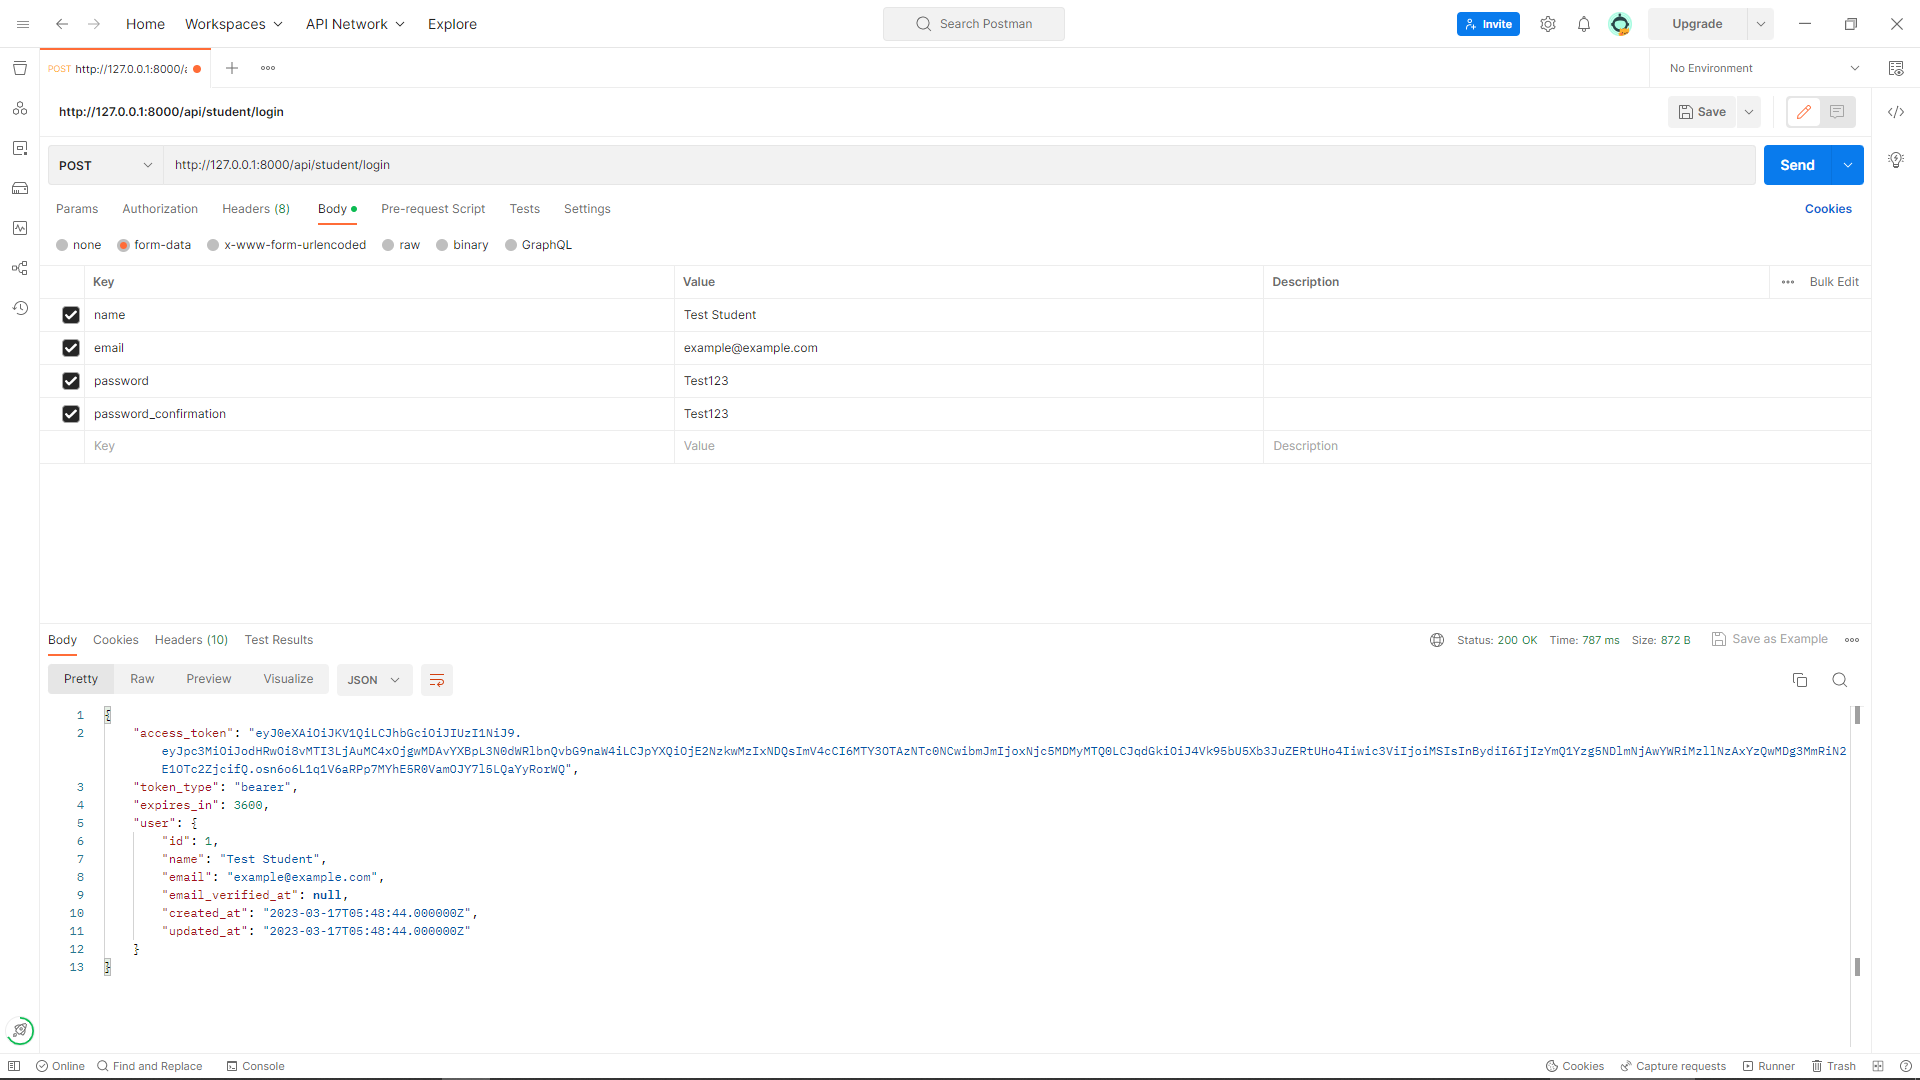 Home Workspaces API Network Explore Search Postman Invite Upgrade
POST http://127.0.0.1:8000/a No Environment
http://127.0.0.1:8000/api/student/login Save
POST http://127.0.0.1:8000/api/student/login Send
Params Authorization Headers (8) Body Pre-request Script Tests Settings Cookies
none form-data x-www-form-urlencoded raw binary GraphQL
Key Value Description Bulk Edit
name Test Student
email example@example.com
password Test123
password_confirmation Test123
Key Value Description
Body Cookies Headers (10) Test Results Status: 200 OK Time: 787 ms Size: 872 B Save as Example
Pretty Raw Preview Visualize JSON
1 {
2 "access_token": "eyJ0eXAiOiJKV1QiLCJhbGciOiJIUzI1NiJ9.
eyJpc3MiOiJodHRwOi8vMTI3LjAuMC4xOjgwMDAvYXBpL3N0dWRlbnQvbG9naW4iLCJpYXQiOjE2NzkwMzIxNDQsImV4cCI6MTY3OTAzNTc0NCwibmJmIjoxNjc5MDMyMTQ0LCJqdGkiOiJ4Vk95bU5Xb3JuZERtUHo4Iiwic3ViIjoiMSIsInBydiI6IjIzYmQ1Yzg5NDlmNjAwYWRiMzllNzAxYzQwMDg3MmRiN2
E1OTc2ZjcifQ.osn6o6L1q1V6aRPp7MYhE5R0VamOJY7l5LQaYyRorWQ",
3 "token_type": "bearer",
4 "expires_in": 3600,
5 "user": {
6 "id": 1,
7 "name": "Test Student",
8 "email": "example@example.com",
9 "email_verified_at": null,
10 "created_at": "2023-03-17T05:48:44.000000Z",
11 "updated_at": "2023-03-17T05:48:44.000000Z"
12 }
13 }
Online Find and Replace Console Cookies Capture requests Runner Trash